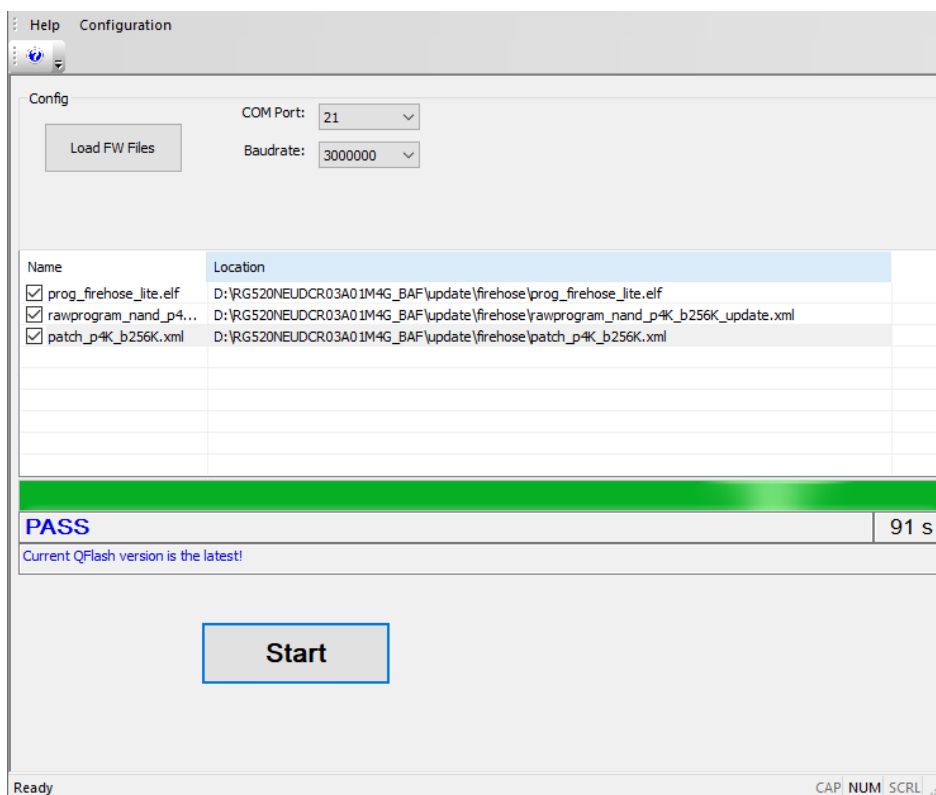 Help Configuration
Config
Load FW Files
COM Port: 21
Baudrate: 3000000
Name Location
prog_firehose_lite.elf D:\RG520NEUDCR03A01M4G_BAF\update\firehose\prog_firehose_lite.elf
rawprogram_nand_p4... D:\RG520NEUDCR03A01M4G_BAF\update\firehose\rawprogram_nand_p4K_b256K_update.xml
patch_p4K_b256K.xml D:\RG520NEUDCR03A01M4G_BAF\update\firehose\patch_p4K_b256K.xml
PASS 91 s
Current QFlash version is the latest!
Start
Ready CAP NUM SCRL